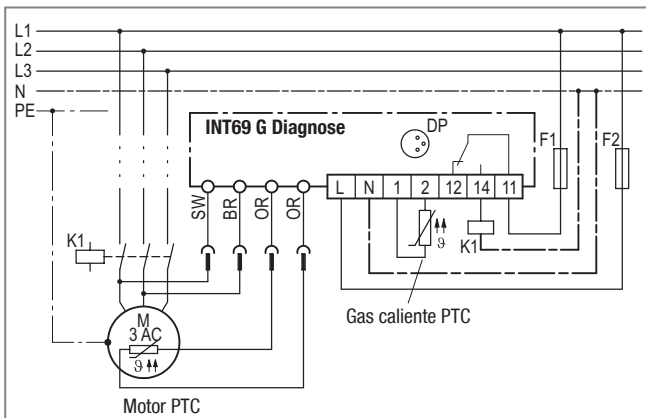 L1
L2
L3
N
PE
INT69 G Diagnose
DP
F1
F2
L N 1 2 12 14 11
SW BR OR OR
K1
ϑ
K1
Gas caliente PTC
M
3 AC
ϑ
Motor PTC